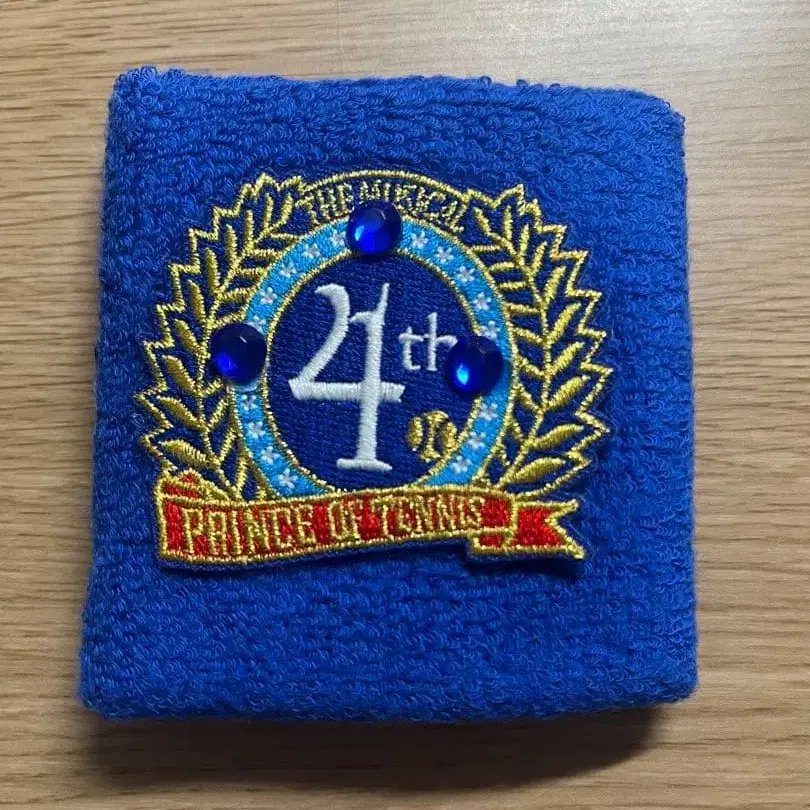 THE MUSICAL
4th
PRINCE OF TENNIS